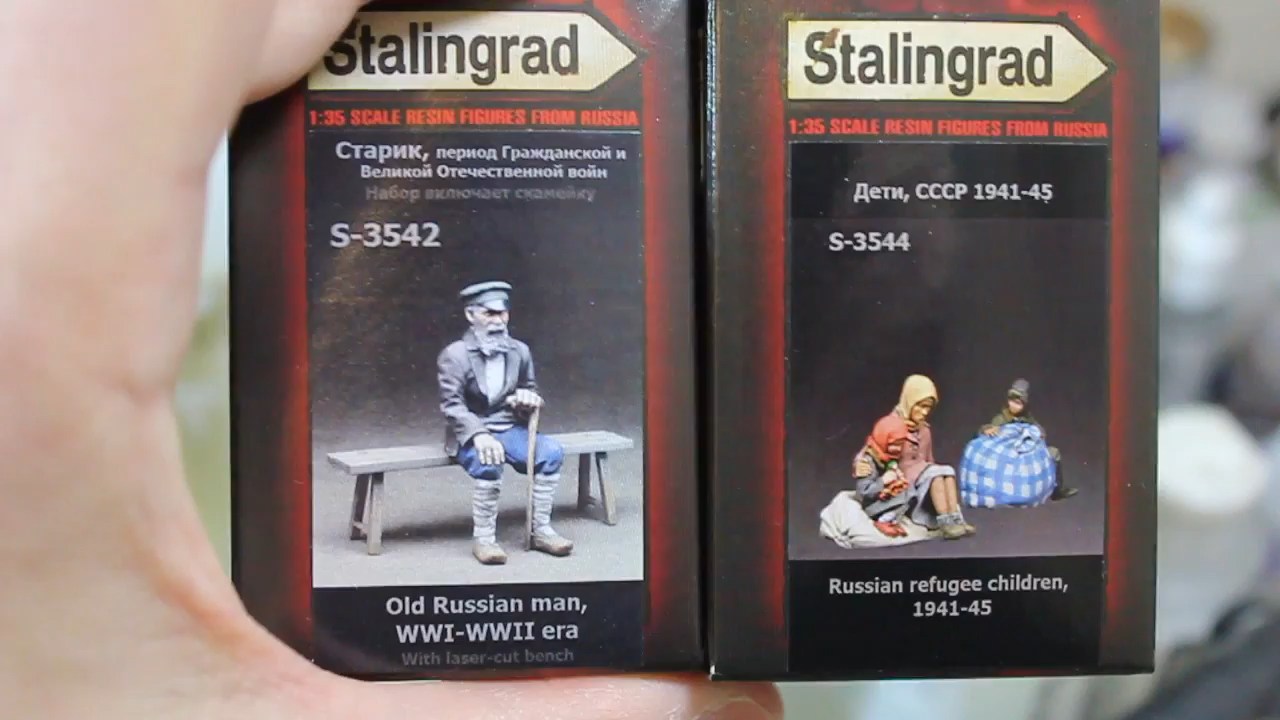 Stalingrad
1:35 SCALE RESIN FIGURES FROM RUSSIA
Старик, период Гражданской и
Великой Отечественной войн
Набор включает скамейку
S-3542
Old Russian man,
WWI-WWII era
With laser-cut bench
Stalingrad
1:35 SCALE RESIN FIGURES FROM RUSSIA
Дети, СССР 1941-45
S-3544
Russian refugee children,
1941-45